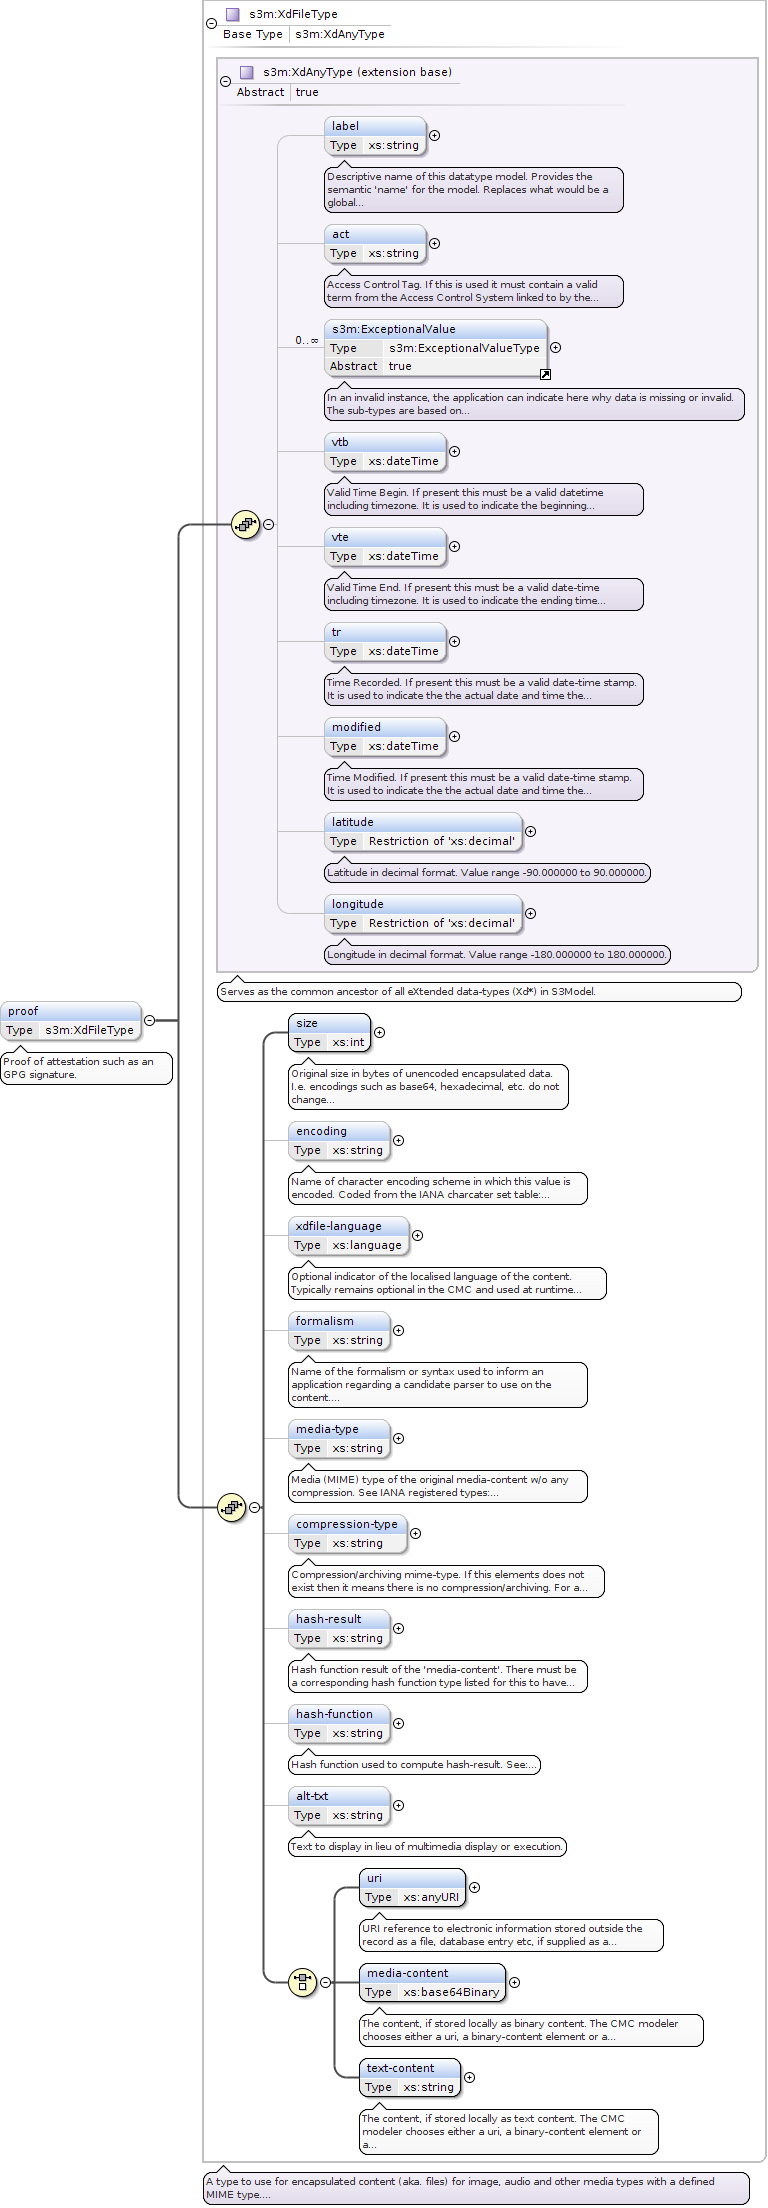 s3m:XdFileType
Base Type s3m:XdAnyType
s3m:XdAnyType (extension base)
Abstract true
label
Type xs:string
Descriptive name of this datatype model. Provides the
semantic 'name' for the model. Replaces what would be a
global...
act
Type xs:string
Access Control Tag. If this is used it must contain a valid
term from the Access Control System linked to by the...
0..∞
s3m:ExceptionalValue
Type s3m:ExceptionalValueType
Abstract true
In an invalid instance, the application can indicate here why data is missing or invalid.
The sub-types are based on...
vtb
Type xs:dateTime
Valid Time Begin. If present this must be a valid datetime
including timezone. It is used to indicate the beginning...
vte
Type xs:dateTime
Valid Time End. If present this must be a valid date-time
including timezone. It is used to indicate the ending time...
tr
Type xs:dateTime
Time Recorded. If present this must be a valid date-time stamp.
It is used to indicate the the actual date and time the...
modified
Type xs:dateTime
Time Modified. If present this must be a valid date-time stamp.
It is used to indicate the the actual date and time the...
latitude
Type Restriction of 'xs:decimal'
Latitude in decimal format. Value range -90.000000 to 90.000000.
longitude
Type Restriction of 'xs:decimal'
Longitude in decimal format. Value range -180.000000 to 180.000000.
Serves as the common ancestor of all eXtended data-types (Xd*) in S3Model.
proof
Type s3m:XdFileType
Proof of attestation such as an
GPG signature.
size
Type xs:int
Original size in bytes of unencoded encapsulated data.
I.e. encodings such as base64, hexadecimal, etc. do not
change...
encoding
Type xs:string
Name of character encoding scheme in which this value is
encoded. Coded from the IANA charcater set table:...
xdfile-language
Type xs:language
Optional indicator of the localised language of the content.
Typically remains optional in the CMC and used at runtime...
formalism
Type xs:string
Name of the formalism or syntax used to inform an
application regarding a candidate parser to use on the
content....
media-type
Type xs:string
Media (MIME) type of the original media-content w/o any
compression. See IANA registered types:...
compression-type
Type xs:string
Compression/archiving mime-type. If this elements does not
exist then it means there is no compression/archiving. For a...
hash-result
Type xs:string
Hash function result of the 'media-content'. There must be
a corresponding hash function type listed for this to have...
hash-function
Type xs:string
Hash function used to compute hash-result. See:...
alt-txt
Type xs:string
Text to display in lieu of multimedia display or execution.
uri
Type xs:anyURI
URI reference to electronic information stored outside the
record as a file, database entry etc, if supplied as a...
media-content
Type xs:base64Binary
The content, if stored locally as binary content. The CMC modeler
chooses either a uri, a binary-content element or a...
text-content
Type xs:string
The content, if stored locally as text content. The CMC
modeler chooses either a uri, a binary-content element or
a...
A type to use for encapsulated content (aka. files) for image, audio and other media types with a defined
MIME type....